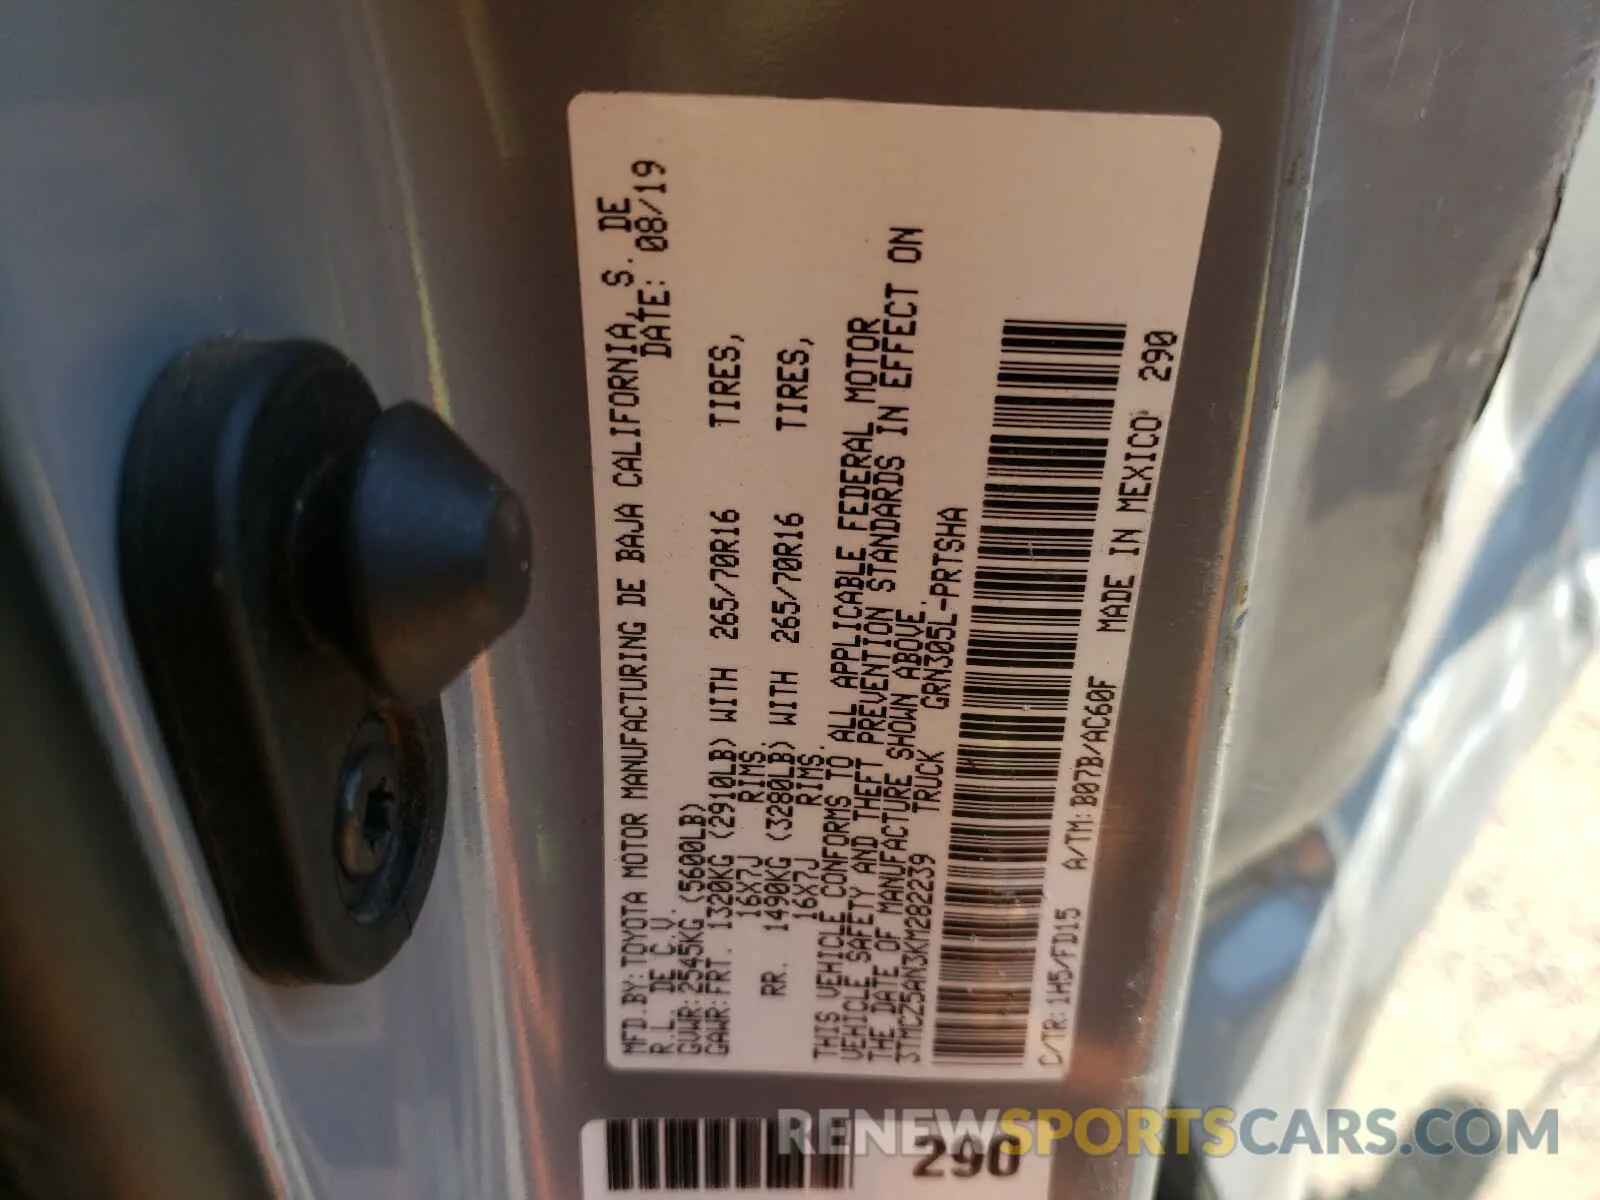 MFD.BY:TOYOTA MOTOR MANUFACTURING DE BAJA CALIFORNIA, S. DE
R.L. DE C.V. DATE: 08/19
GVWR:2545KG (5600LB)
GAWR:FRT. 1320KG (2910LB) WITH 265/70R16 TIRES,
16X7J RIMS.
RR. 1490KG (3280LB) WITH 265/70R16 TIRES,
16X7J RIMS.
THIS VEHICLE CONFORMS TO ALL APPLICABLE FEDERAL MOTOR
VEHICLE SAFETY AND THEFT PREVENTION STANDARDS IN EFFECT ON
THE DATE OF MANUFACTURE SHOWN ABOVE.
3TMCZ5AN3KM282239 TRUCK GRN305L-PRTSHA
C/TR:1H5/FD15 A/TM:B07B/AC60F MADE IN MEXICO 290
290
RENEWSPORTSCARS.COM